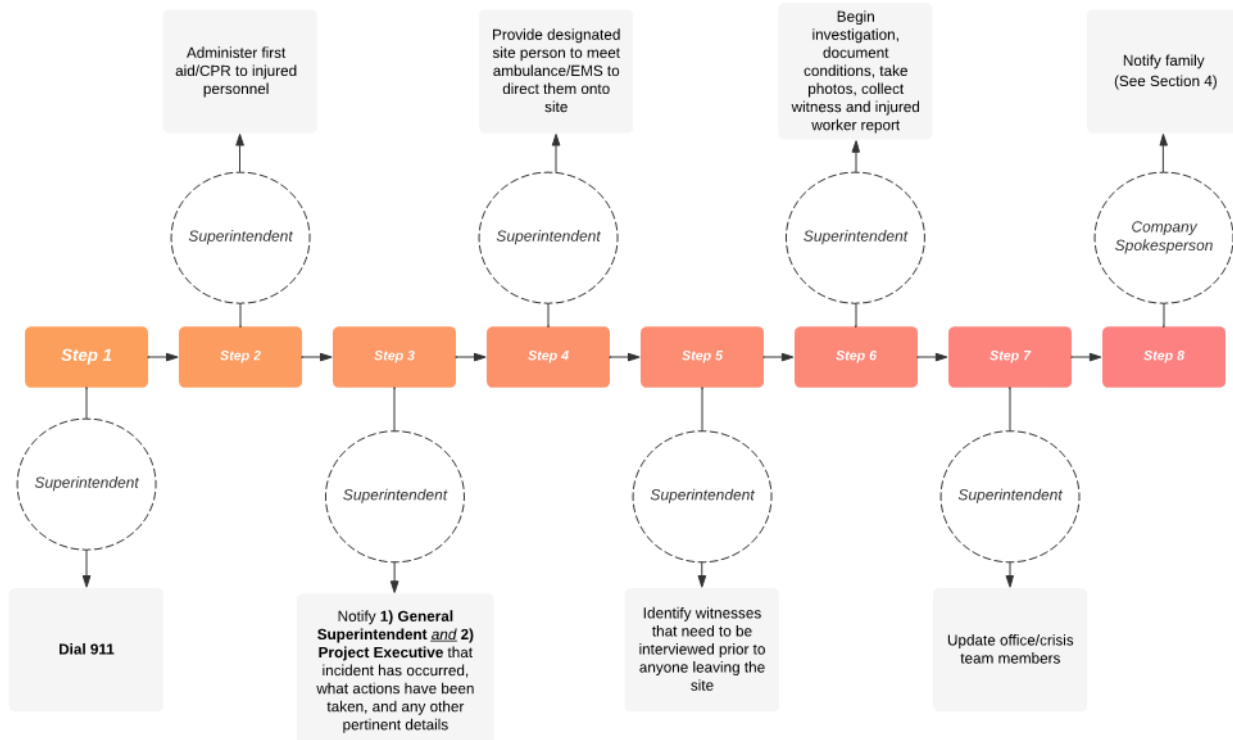 Administer first
aid/CPR to injured
personnel
Provide designated
site person to meet
ambulance/EMS to
direct them onto
site
Begin
investigation,
document
conditions, take
photos, collect
witness and injured
worker report
Notify family
(See Section 4)
Superintendent
Superintendent
Superintendent
Company
Spokesperson
Step 1
Step 2
Step 3
Step 4
Step 5
Step 6
Step 7
Step 8
Superintendent
Superintendent
Superintendent
Superintendent
Dial 911
Notify 1) General
Superintendent and 2)
Project Executive that
incident has occurred,
what actions have been
taken, and any other
pertinent details
Identify witnesses
that need to be
interviewed prior to
anyone leaving the
site
Update office/crisis
team members